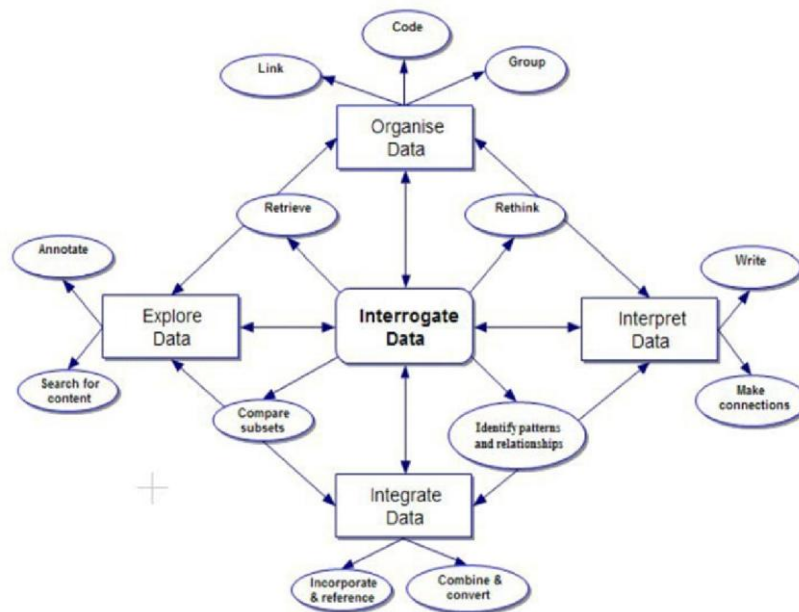 Code
Link
Group
Organise
Data
Retrieve
Rethink
Annotate
Write
Explore
Data
Interrogate
Data
Interpret
Data
Search for
content
Make
connections
Compare
subsets
Identify patterns
and relationships
Integrate
Data
Incorporate
& reference
Combine &
convert